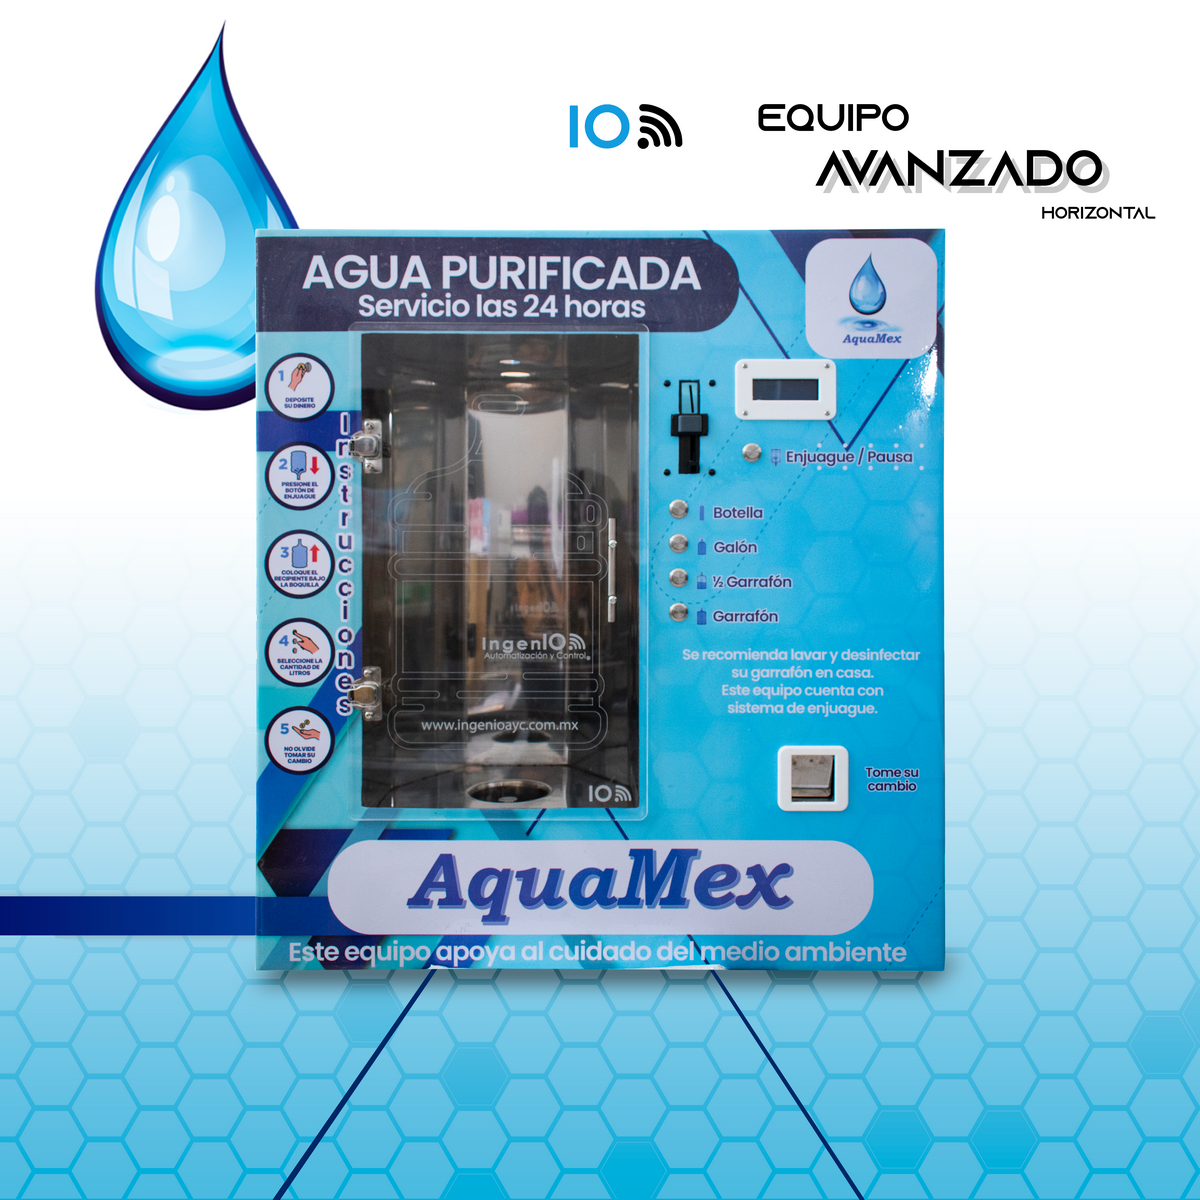 IO
EQUIPO
AVANZADO
HORIZONTAL
AGUA PURIFICADA
Servicio las 24 horas
AquaMex
Instrucciones
1
DEPOSITE
SU DINERO
2
PRESIONE EL
BOTÓN DE
ENJUAGUE
3
COLOQUE EL
RECIPIENTE BAJO
LA BOQUILLA
4
SELECCIONE LA
CANTIDAD DE
LITROS
5
NO OLVIDE
TOMAR SU
CAMBIO
IngenIO
Automatización y Control
www.ingenioayc.com.mx
IO
Enjuague / Pausa
Botella
Galón
½ Garrafón
Garrafón
Se recomienda lavar y desinfectar
su garrafón en casa.
Este equipo cuenta con
sistema de enjuague.
Tome su
cambio
AquaMex
Este equipo apoya al cuidado del medio ambiente